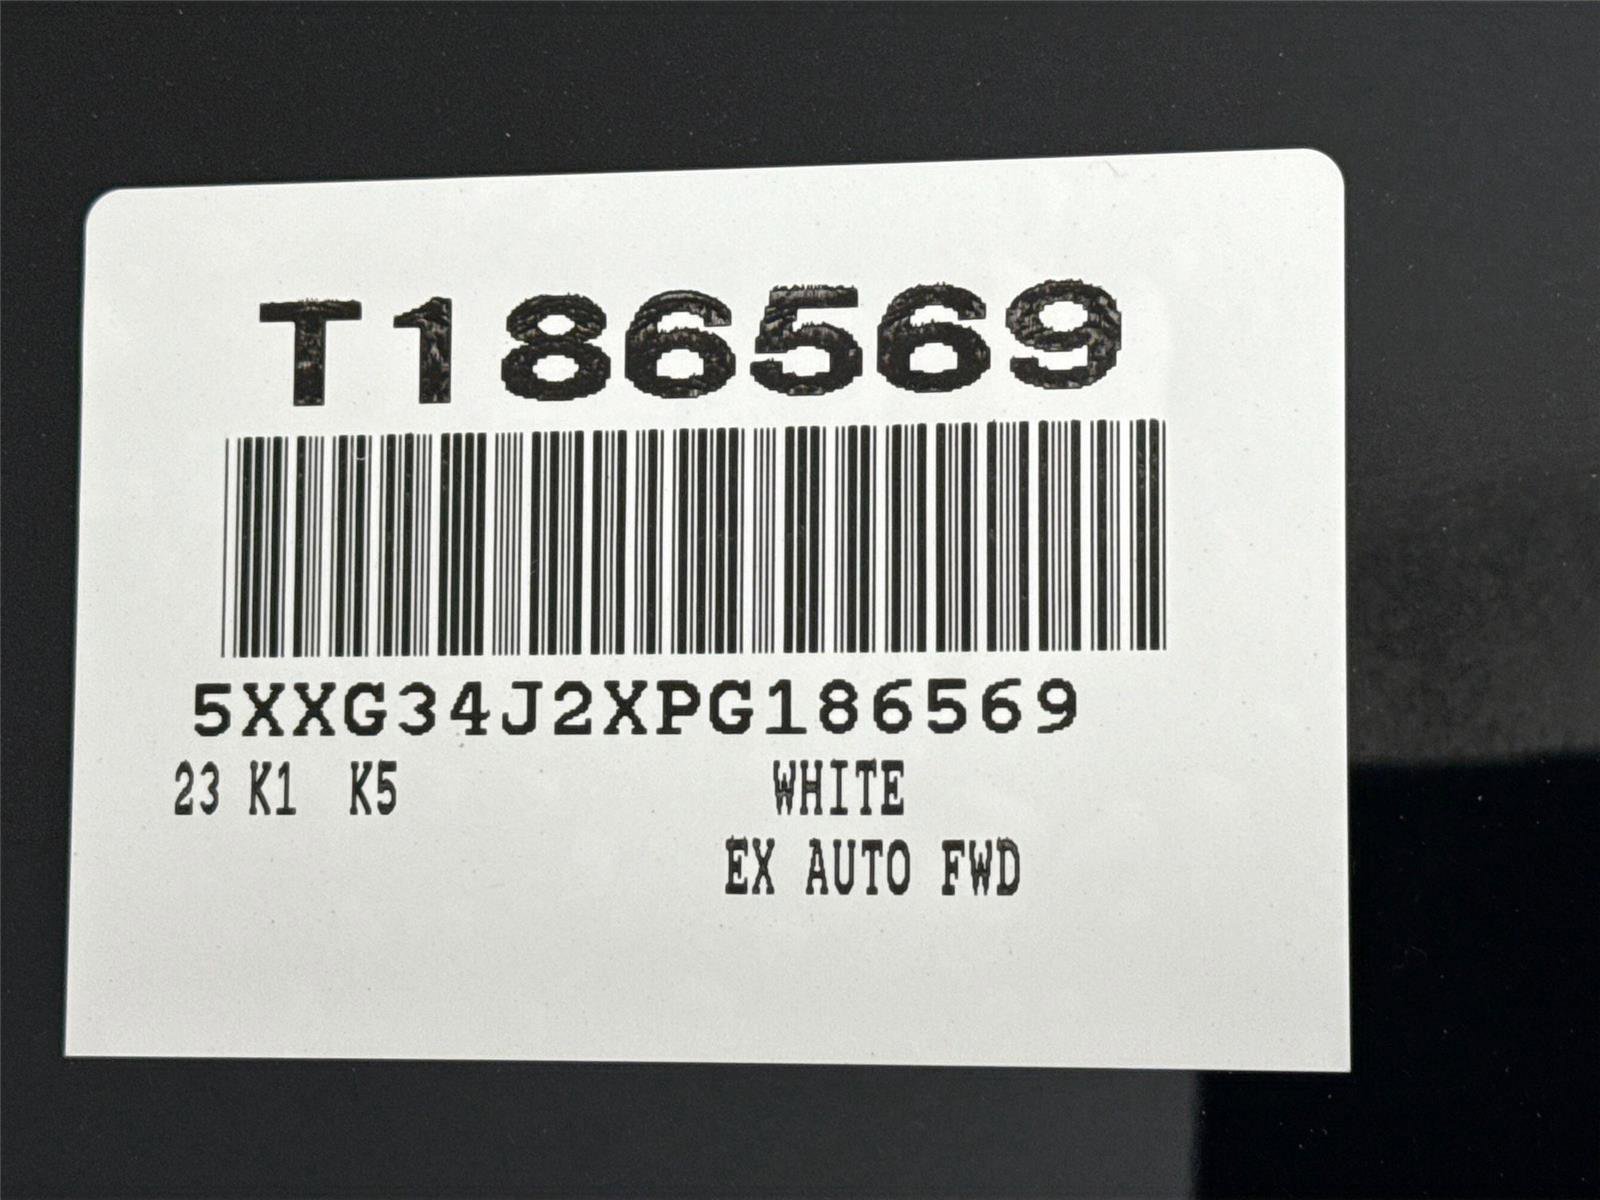 T186569
5XXG34J2XPG186569
23 K1 K5 WHITE
EX AUTO FWD